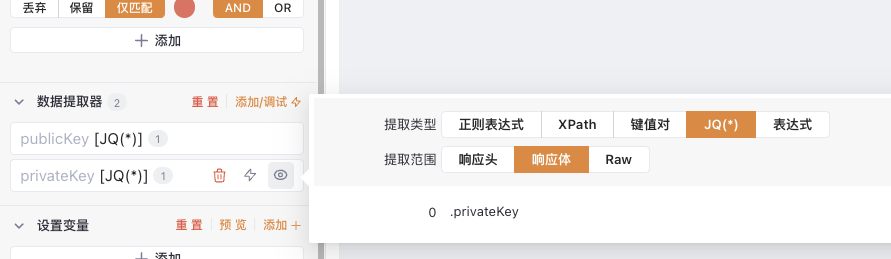 丢弃 保留 仅匹配 AND OR
添加
数据提取器 2 重 置 添加/调试
publicKey [JQ(*)] 1
privateKey [JQ(*)] 1
设置变量 重 置 预 览 添加
添加
提取类型 正则表达式 XPath 键值对 JQ(*) 表达式
提取范围 响应头 响应体 Raw
0 .privateKey